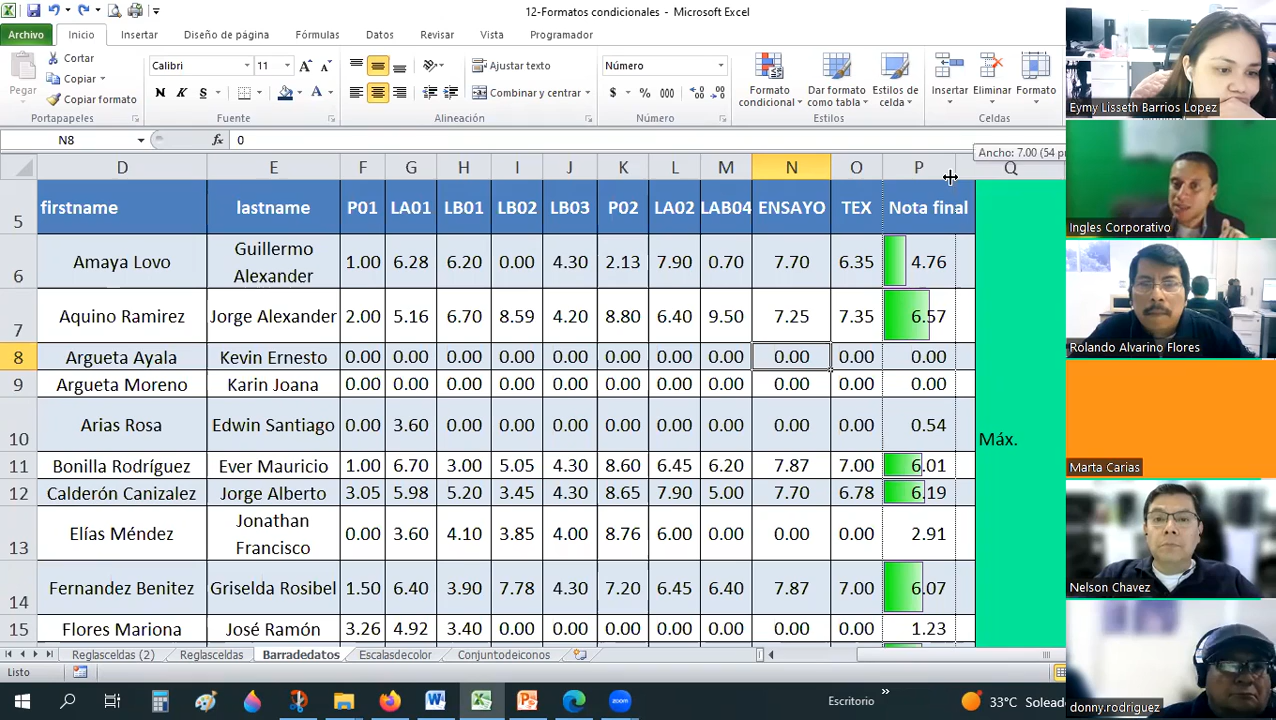 12-Formatos condicionales - Microsoft Excel
Archivo Inicio Insertar Diseño de página Fórmulas Datos Revisar Vista Programador
Pegar
Cortar
Copiar
Copiar formato
Portapapeles
Calibri 11
N K S
Fuente
Ajustar texto
Combinar y centrar
Alineación
Número
$ % 000
Número
Formato condicional
Dar formato como tabla
Estilos de celda
Estilos
Insertar Eliminar Formato
Celdas
N8 fx 0
Ancho: 7.00 (54
D E F G H I J K L M N O P Q
5 firstname lastname P01 LA01 LB01 LB02 LB03 P02 LA02 LAB04 ENSAYO TEX Nota final
6 Amaya Lovo Guillermo Alexander 1.00 6.28 6.20 0.00 4.30 2.13 7.90 0.70 7.70 6.35 4.76
7 Aquino Ramirez Jorge Alexander 2.00 5.16 6.70 8.59 4.20 8.80 6.40 9.50 7.25 7.35 6.57
8 Argueta Ayala Kevin Ernesto 0.00 0.00 0.00 0.00 0.00 0.00 0.00 0.00 0.00 0.00 0.00
9 Argueta Moreno Karin Joana 0.00 0.00 0.00 0.00 0.00 0.00 0.00 0.00 0.00 0.00 0.00
10 Arias Rosa Edwin Santiago 0.00 3.60 0.00 0.00 0.00 0.00 0.00 0.00 0.00 0.00 0.54
Máx.
11 Bonilla Rodríguez Ever Mauricio 1.00 6.70 3.00 5.05 4.30 8.60 6.45 6.20 7.87 7.00 6.01
12 Calderón Canizalez Jorge Alberto 3.05 5.98 5.20 3.45 4.30 8.65 7.90 5.00 7.70 6.78 6.19
13 Elías Méndez Jonathan Francisco 0.00 3.60 4.10 3.85 4.00 8.76 6.00 0.00 0.00 0.00 2.91
14 Fernandez Benitez Griselda Rosibel 1.50 6.40 3.90 7.78 4.30 7.20 6.45 6.40 7.87 7.00 6.07
15 Flores Mariona José Ramón 3.26 4.92 3.40 0.00 0.00 0.00 0.00 0.00 0.00 0.00 1.23
Reglasceldas (2) Reglasceldas Barradedatos Escalasdecolor Conjuntodeiconos
Listo
Escritorio » 33°C Soleado
Eymy Lisseth Barrios Lopez
Ingles Corporativo
Rolando Alvarino Flores
Marta Carias
Nelson Chavez
donny.rodriguez